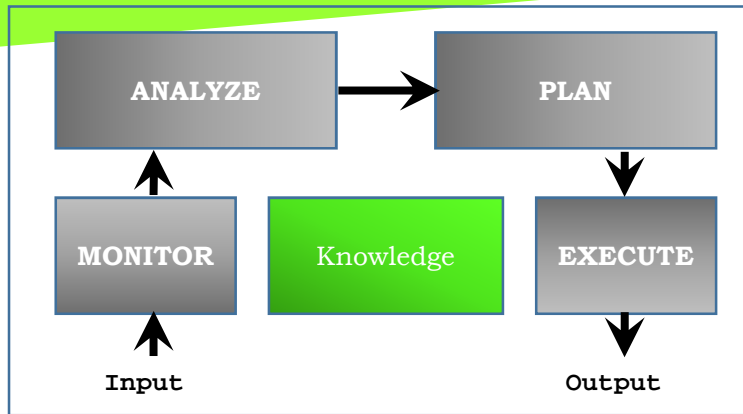 ANALYZE
PLAN
MONITOR
Knowledge
EXECUTE
Input
Output